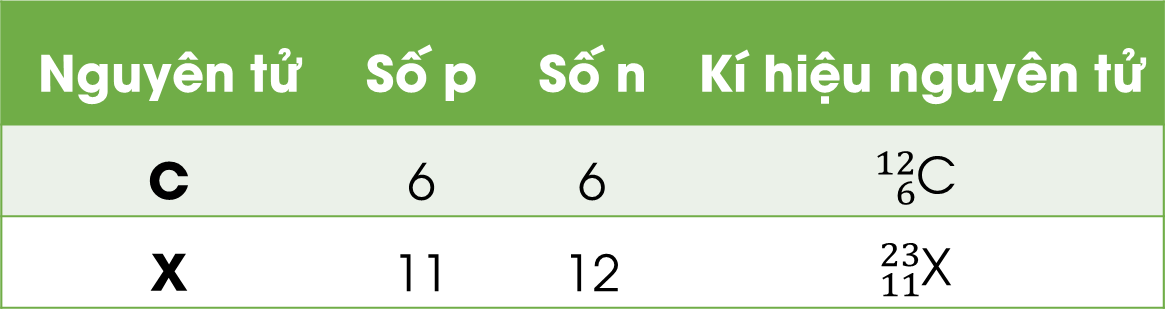 Nguyên tử Số p Số n Kí hiệu nguyên tử
C 6 6 ¹²₆C
X 11 12 ²³₁₁X